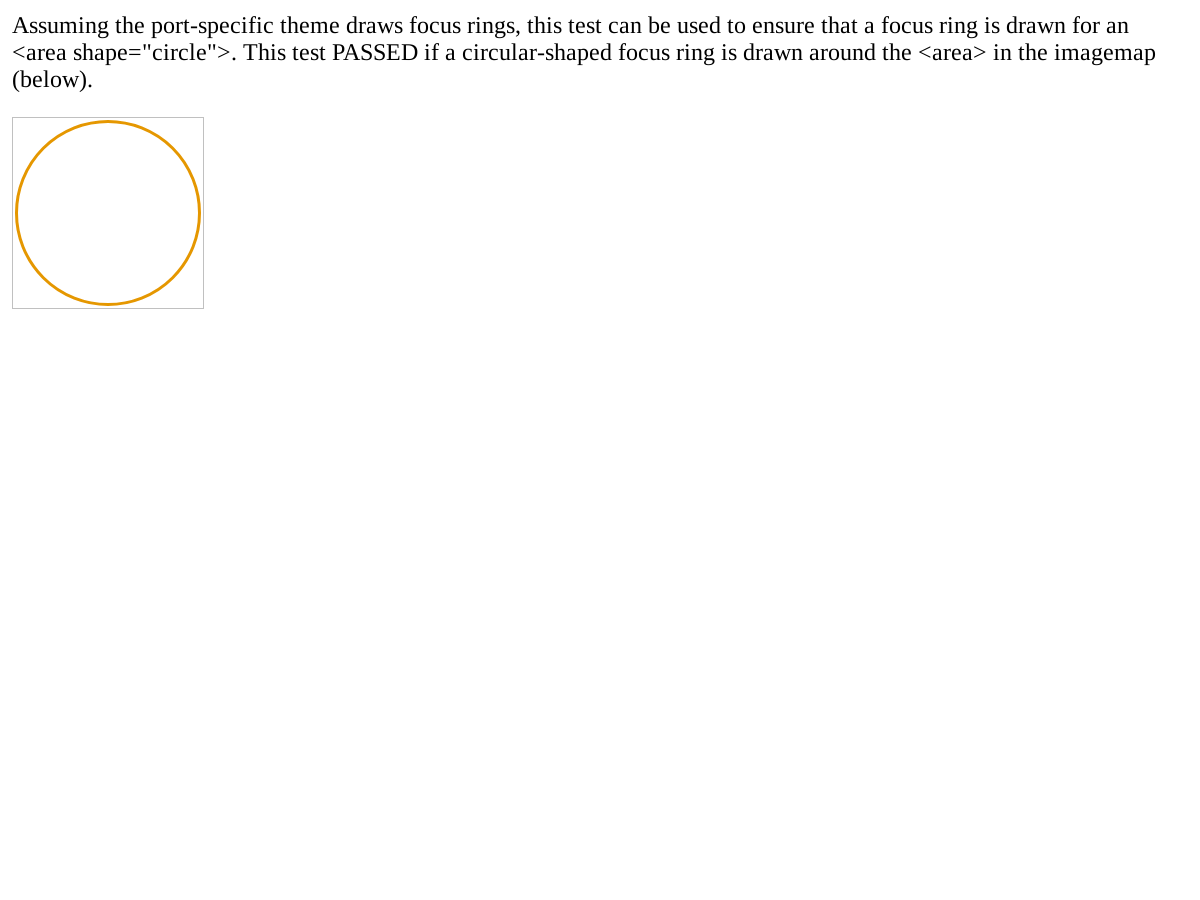 Assuming the port-specific theme draws focus rings, this test can be used to ensure that a focus ring is drawn for an
<area shape="circle">. This test PASSED if a circular-shaped focus ring is drawn around the <area> in the imagemap
(below).